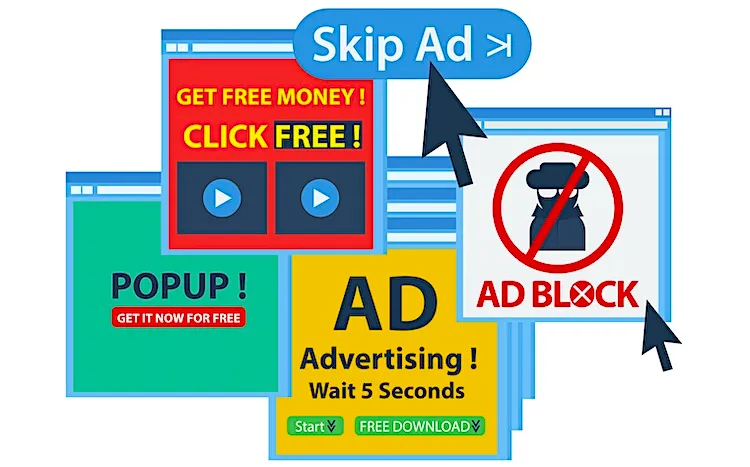 Skip Ad
GET FREE MONEY !
CLICK FREE !
AD BLOCK
POPUP !
GET IT NOW FOR FREE
AD
Advertising !
Wait 5 Seconds
Start
FREE DOWNLOAD